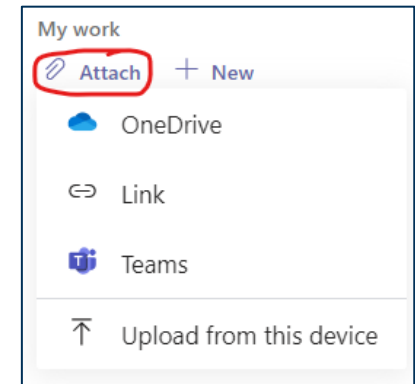 My work
Attach + New
OneDrive
Link
Teams
Upload from this device